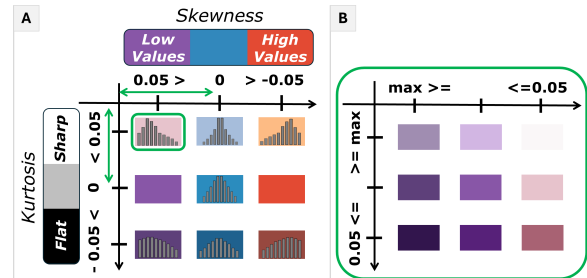 A
Skewness
Low Values
High Values
0.05 >
0
> -0.05
Kurtosis
Sharp
Flat
< 0.05
0
- 0.05 <
B
max >=
<=0.05
>= max
0.05 <=